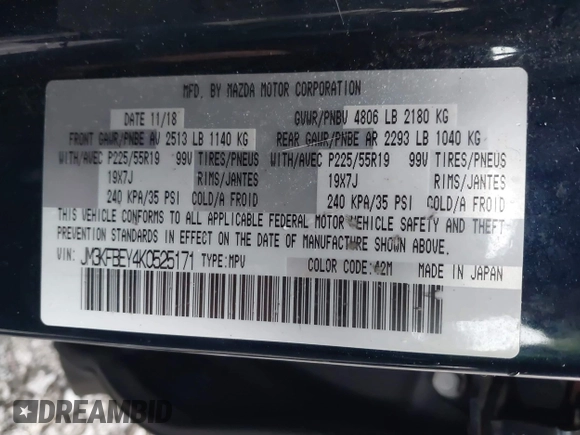 MFD. BY MAZDA MOTOR CORPORATION
DATE 11/18 GVWR/PNBV 4806 LB 2180 KG
FRONT GAWR/PNBE AV 2513 LB 1140 KG REAR GAWR/PNBE AR 2293 LB 1040 KG
WITH/AVEC P225/55R19 99V TIRES/PNEUS WITH/AVEC P225/55R19 99V TIRES/PNEUS
19X7J RIMS/JANTES 19X7J RIMS/JANTES
240 KPA/35 PSI COLD/A FROID 240 KPA/35 PSI COLD/A FROID
THIS VEHICLE CONFORMS TO ALL APPLICABLE FEDERAL MOTOR VEHICLE SAFETY AND THEFT
PREVENTION STANDARDS IN EFFECT ON THE DATE OF MANUFACTURE SHOWN ABOVE.
VIN: JM3KFBEY4K0525171 TYPE: MPV COLOR CODE: 42M MADE IN JAPAN
DREAMBID